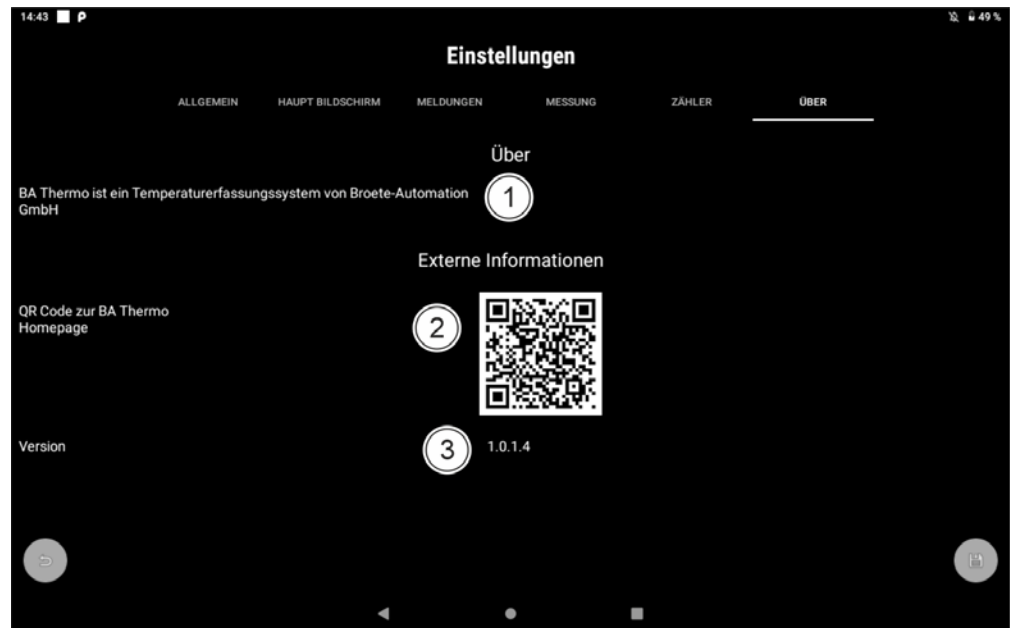 14:43
49 %
Einstellungen
ALLGEMEIN HAUPT BILDSCHIRM MELDUNGEN MESSUNG ZÄHLER ÜBER
Über
BA Thermo ist ein Temperaturerfassungssystem von Broete-Automation
GmbH
1
Externe Informationen
QR Code zur BA Thermo
Homepage
2
Version
3
1.0.1.4